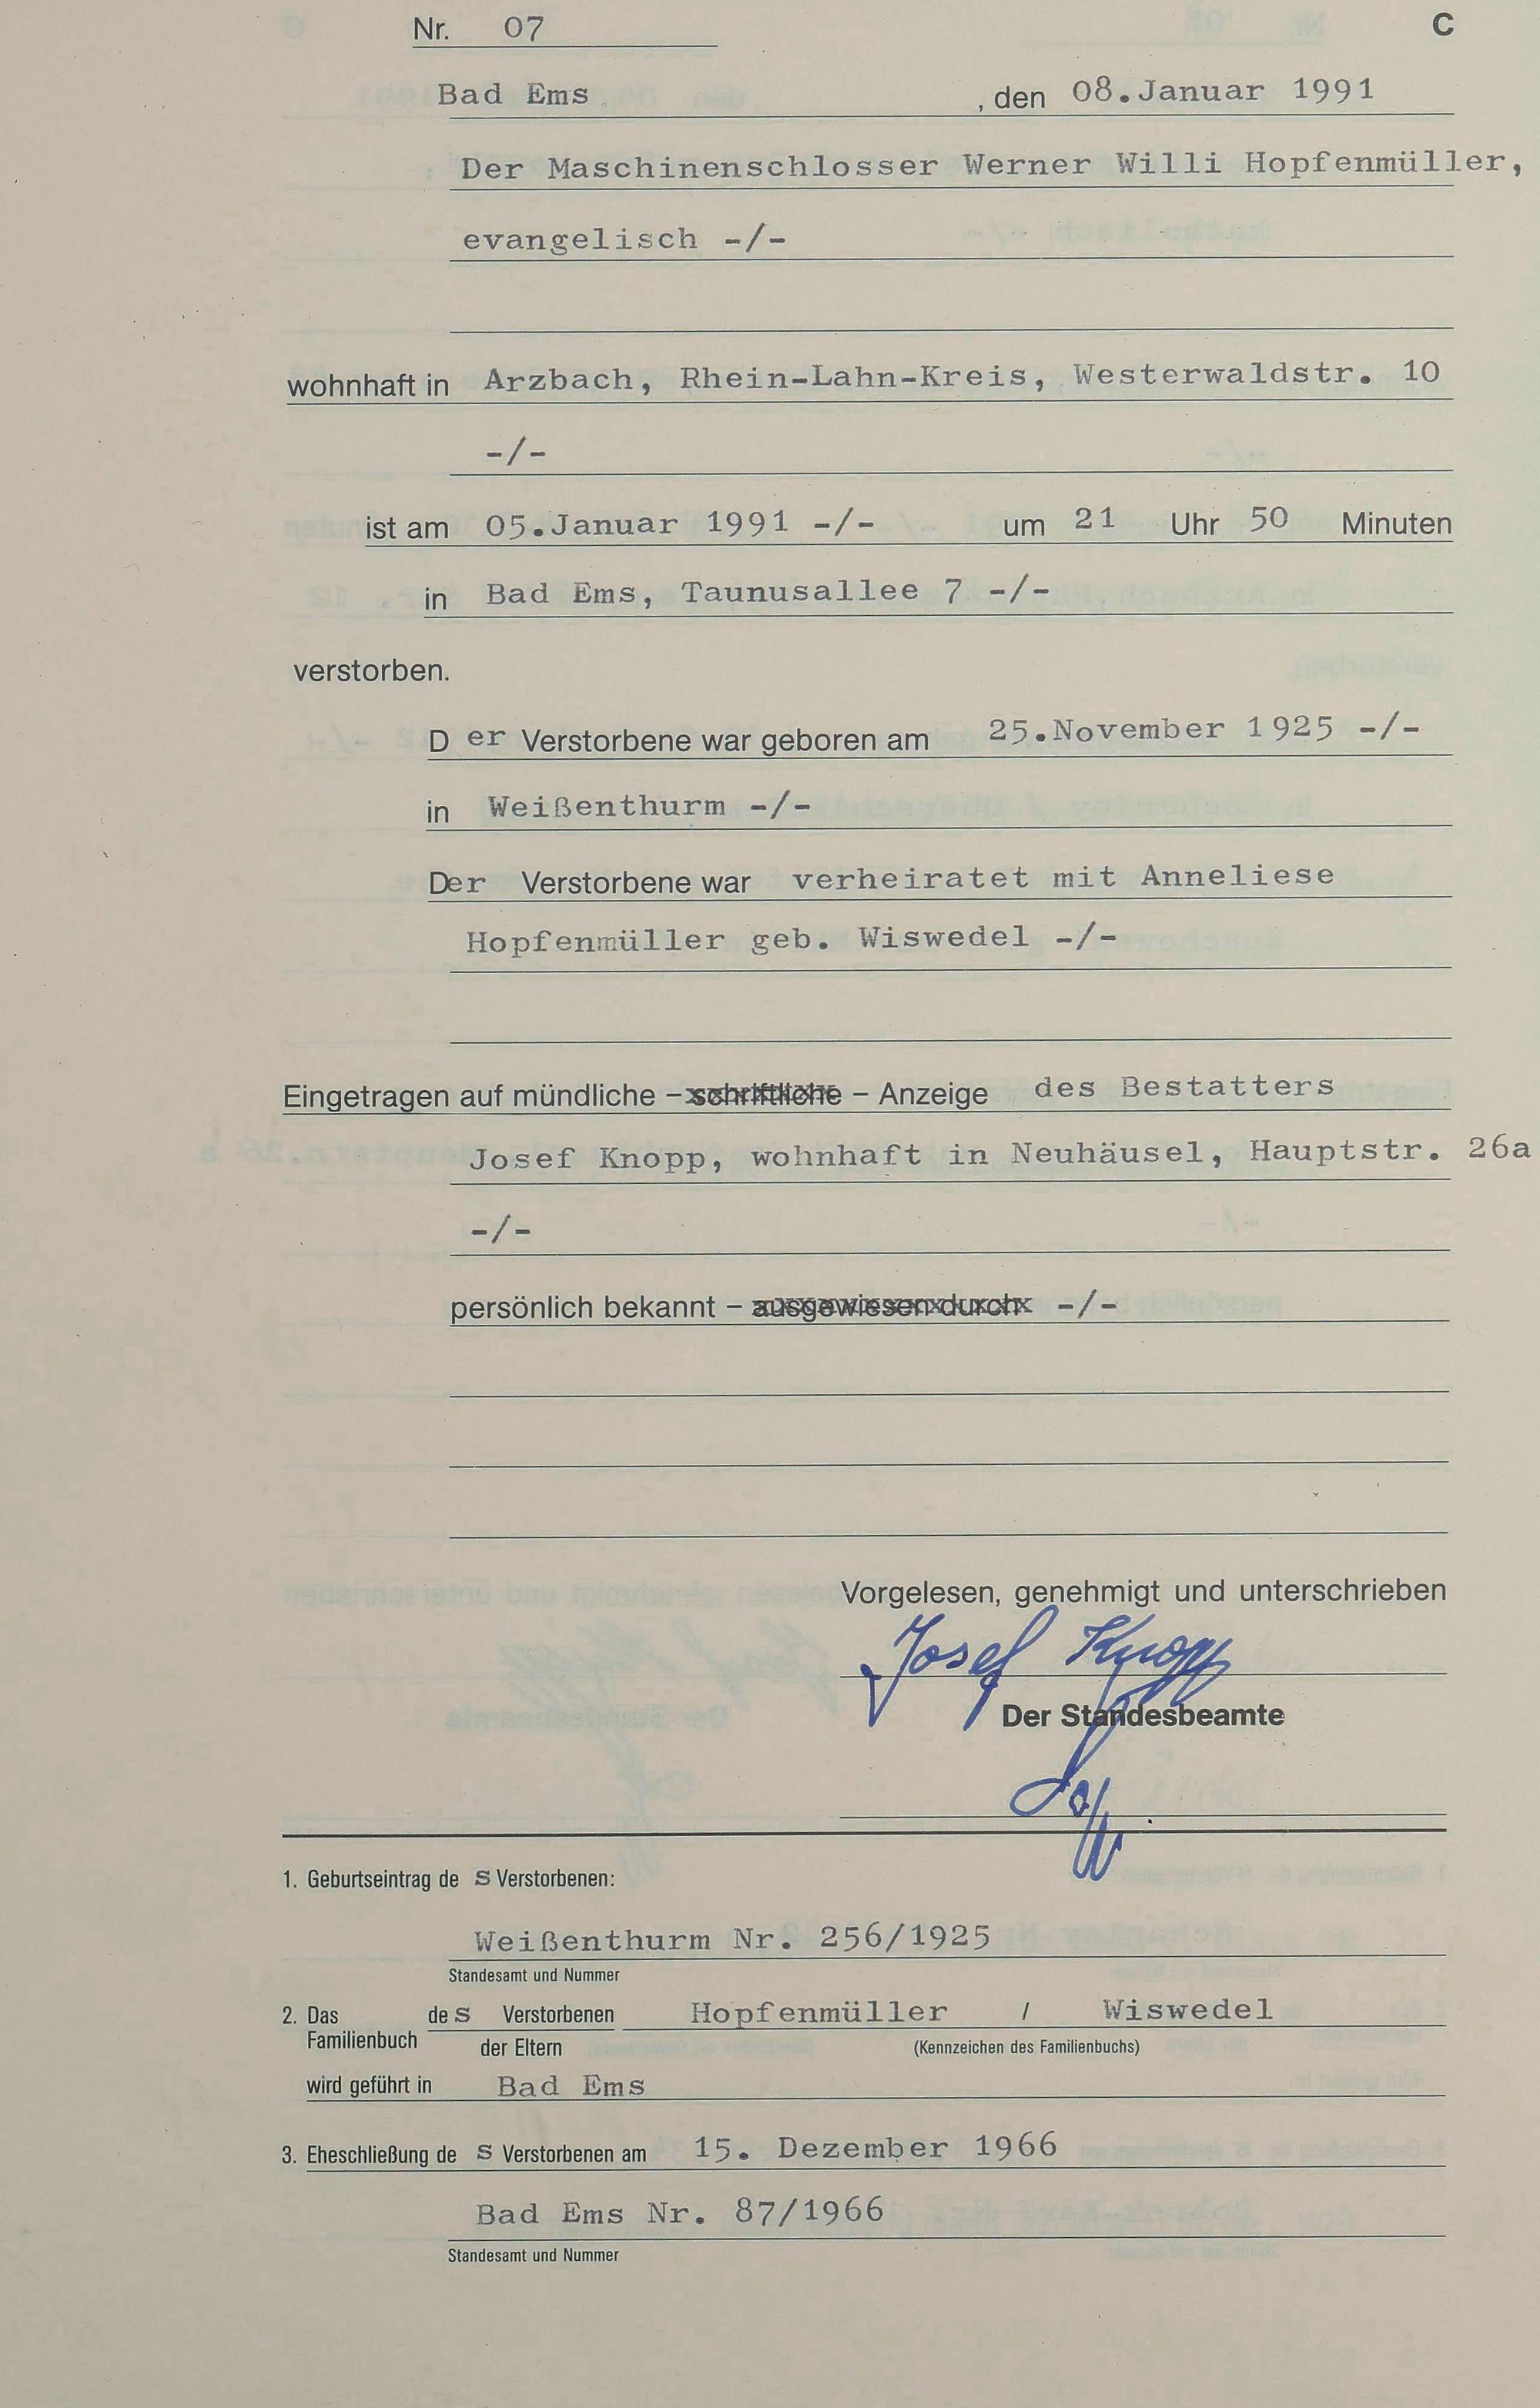 Nr. 07 C
Bad Ems , den 08.Januar 1991
Der Maschinenschlosser Werner Willi Hopfenmüller,
evangelisch -/-
wohnhaft in Arzbach, Rhein-Lahn-Kreis, Westerwaldstr. 10
-/-
ist am 05.Januar 1991 -/- um 21 Uhr 50 Minuten
in Bad Ems, Taunusallee 7 -/-
verstorben.
D er Verstorbene war geboren am 25.November 1925 -/-
in Weißenthurm -/-
Der Verstorbene war verheiratet mit Anneliese
Hopfenmüller geb. Wiswedel -/-
Eingetragen auf mündliche – schriftliche – Anzeige des Bestatters
Josef Knopp, wohnhaft in Neuhäusel, Hauptstr. 26a
-/-
persönlich bekannt – ausgewiesen durch -/-
Vorgelesen, genehmigt und unterschrieben
Josef Knopp
Der Standesbeamte
1. Geburtseintrag de s Verstorbenen:
Weißenthurm Nr. 256/1925
Standesamt und Nummer
2. Das de s Verstorbenen Hopfenmüller / Wiswedel
Familienbuch der Eltern (Kennzeichen des Familienbuchs)
wird geführt in Bad Ems
3. Eheschließung de s Verstorbenen am 15. Dezember 1966
Bad Ems Nr. 87/1966
Standesamt und Nummer